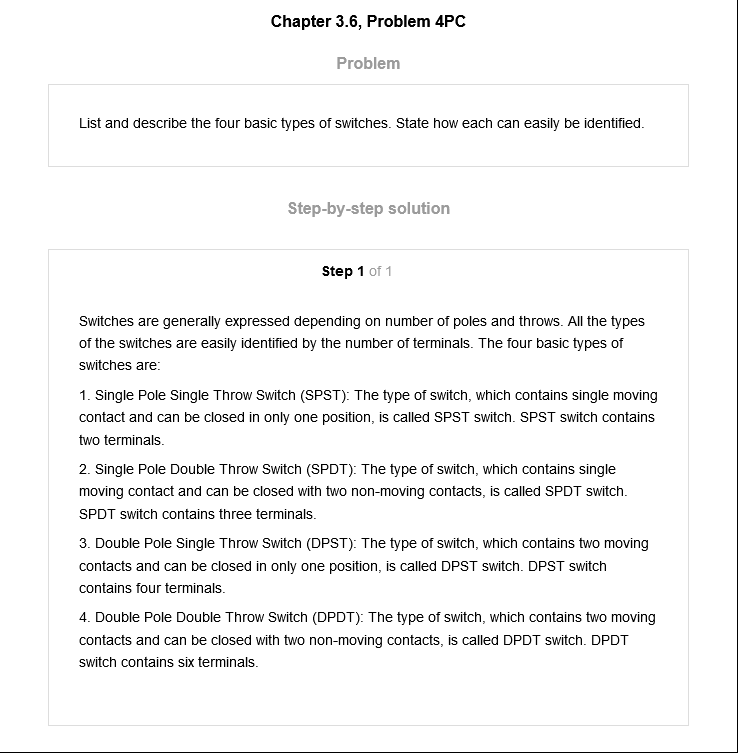 Chapter 3.6, Problem 4PC
Problem
List and describe the four basic types of switches. State how each can easily be identified.
Step-by-step solution
Step 1 of 1
Switches are generally expressed depending on number of poles and throws. All the types
of the switches are easily identified by the number of terminals. The four basic types of
switches are:
1. Single Pole Single Throw Switch (SPST): The type of switch, which contains single moving
contact and can be closed in only one position, is called SPST switch. SPST switch contains
two terminals.
2. Single Pole Double Throw Switch (SPDT): The type of switch, which contains single
moving contact and can be closed with two non-moving contacts, is called SPDT switch.
SPDT switch contains three terminals.
3. Double Pole Single Throw Switch (DPST): The type of switch, which contains two moving
contacts and can be closed in only one position, is called DPST switch. DPST switch
contains four terminals.
4. Double Pole Double Throw Switch (DPDT): The type of switch, which contains two moving
contacts and can be closed with two non-moving contacts, is called DPDT switch. DPDT
switch contains six terminals.